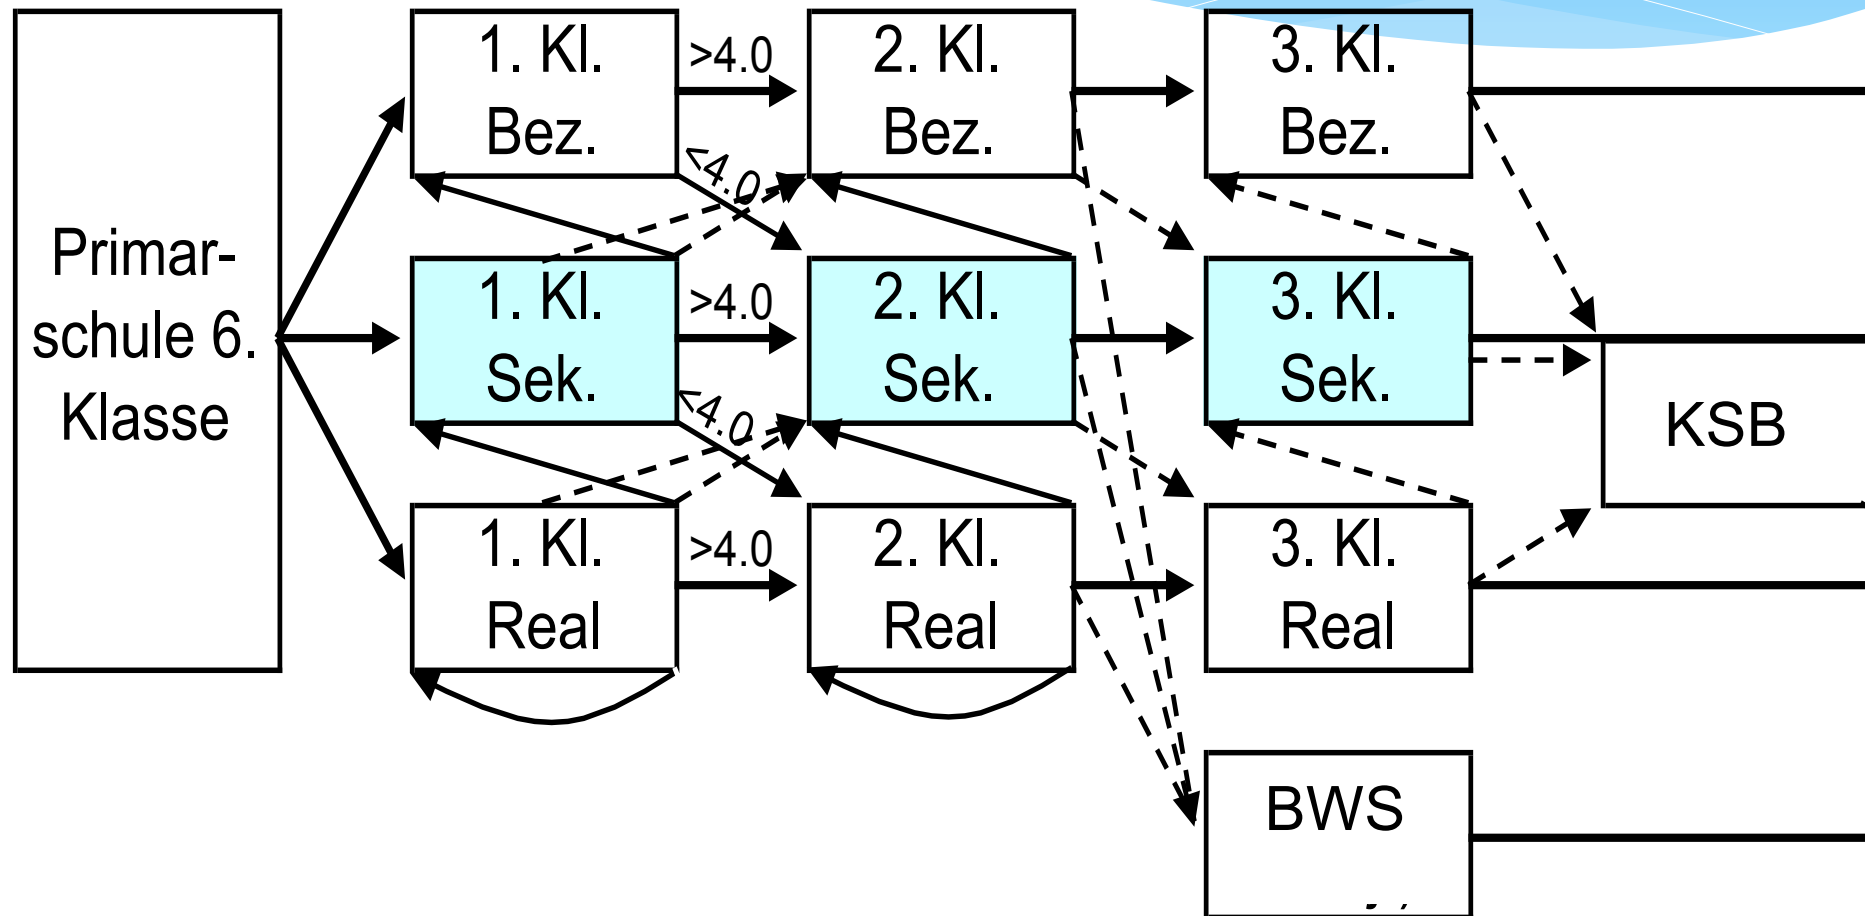 Primar-
schule 6.
Klasse
1. Kl.
Bez.
>4.0
<4.0
2. Kl.
Bez.
3. Kl.
Bez.
1. Kl.
Sek.
>4.0
<4.0
2. Kl.
Sek.
3. Kl.
Sek.
KSB
1. Kl.
Real
>4.0
2. Kl.
Real
3. Kl.
Real
BWS